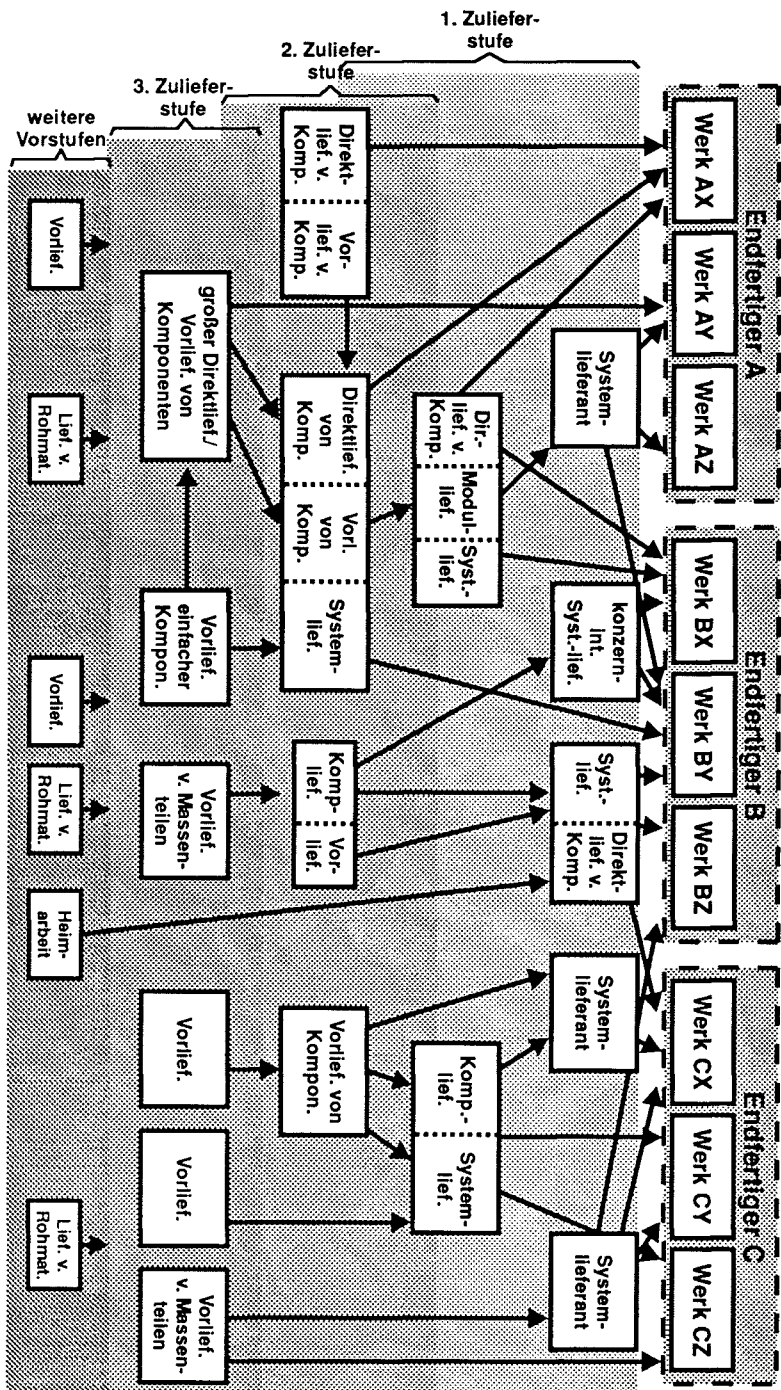 Endfertiger A
Werk AX
Werk AY
Werk AZ
Endfertiger B
Werk BX
Werk BY
Werk BZ
Endfertiger C
Werk CX
Werk CY
Werk CZ
1. Zuliefer-
stufe
2. Zuliefer-
stufe
3. Zuliefer-
stufe
weitere
Vorstufen
System-
lieferant
konzern-
int.
Syst.-lief.
Syst.-
lief.
Direkt-
lief. v.
Komp.
System-
lieferant
System-
lieferant
Dir.-
lief. v.
Komp.
Modul-
lief.
Syst.-
lief.
Komp.-
lief.
System-
lief.
Direkt-
lief. v.
Komp.
Vor-
lief. v.
Komp.
Direktlief.
von
Komp.
Vorl.
von
Komp.
System-
lief.
Komp-
lief.
Vor-
lief.
Vorlief. von
Kompon.
großer Direktlief./
Vorlief. von
Komponenten
Vorlief.
einfacher
Kompon.
Vorlief.
v. Massen-
teilen
Vorlief.
Vorlief.
Vorlief.
v. Massen-
teilen
Vorlief.
Lief. v.
Rohmat.
Vorlief.
Lief. v.
Rohmat.
Heim-
arbeit
Lief. v.
Rohmat.